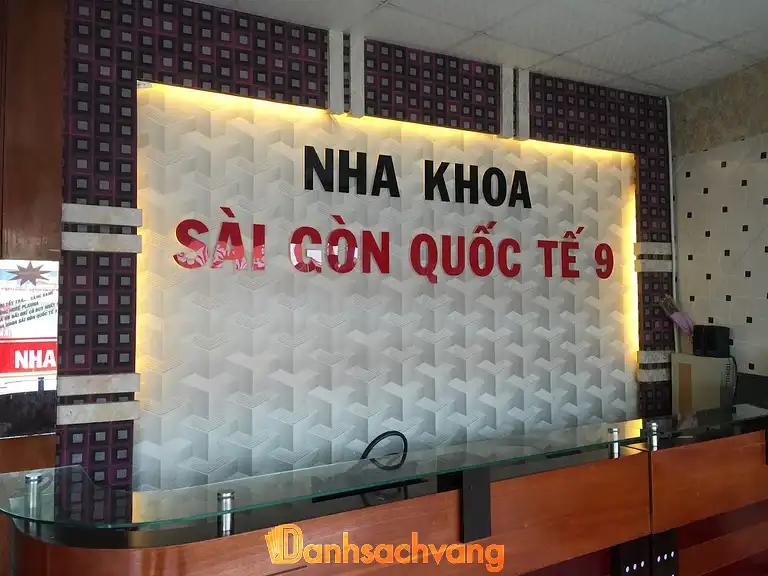 NHA KHOA
SÀI GÒN QUỐC TẾ 9
NHA
Danhsachvang